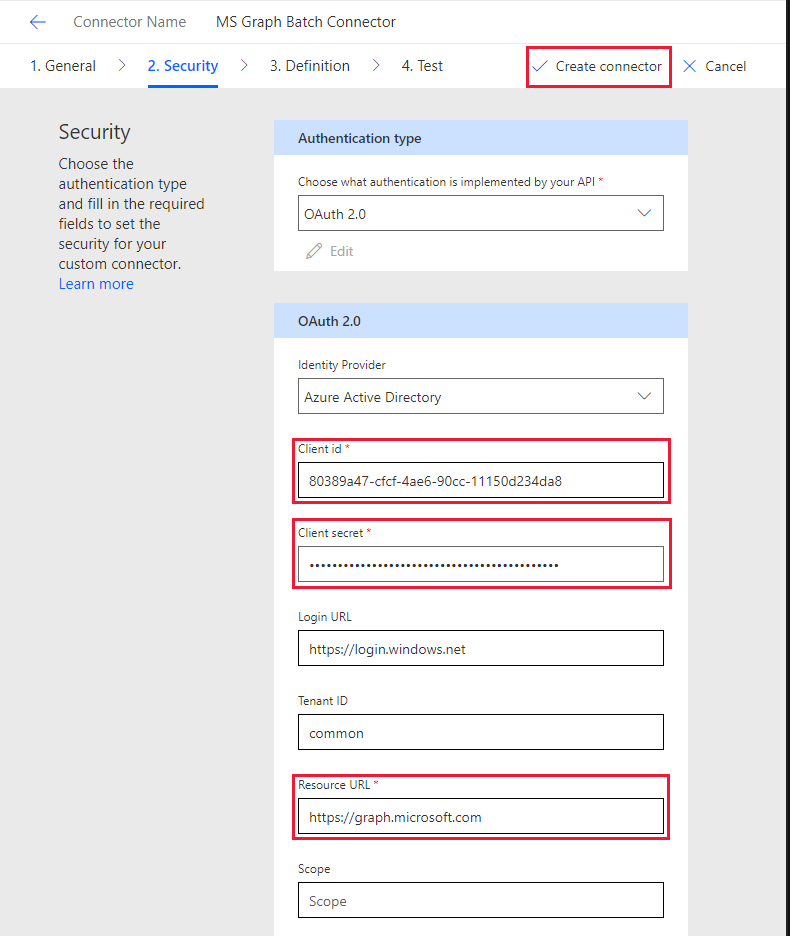 Connector Name MS Graph Batch Connector
1. General 2. Security 3. Definition 4. Test Create connector Cancel
Security
Choose the
authentication type
and fill in the required
fields to set the
security for your
custom connector.
Learn more
Authentication type
Choose what authentication is implemented by your API *
OAuth 2.0
Edit
OAuth 2.0
Identity Provider
Azure Active Directory
Client id *
80389a47-cfcf-4ae6-90cc-11150d234da8
Client secret *
••••••••••••••••••••••••••••••••••••••••••••
Login URL
https://login.windows.net
Tenant ID
common
Resource URL *
https://graph.microsoft.com
Scope
Scope